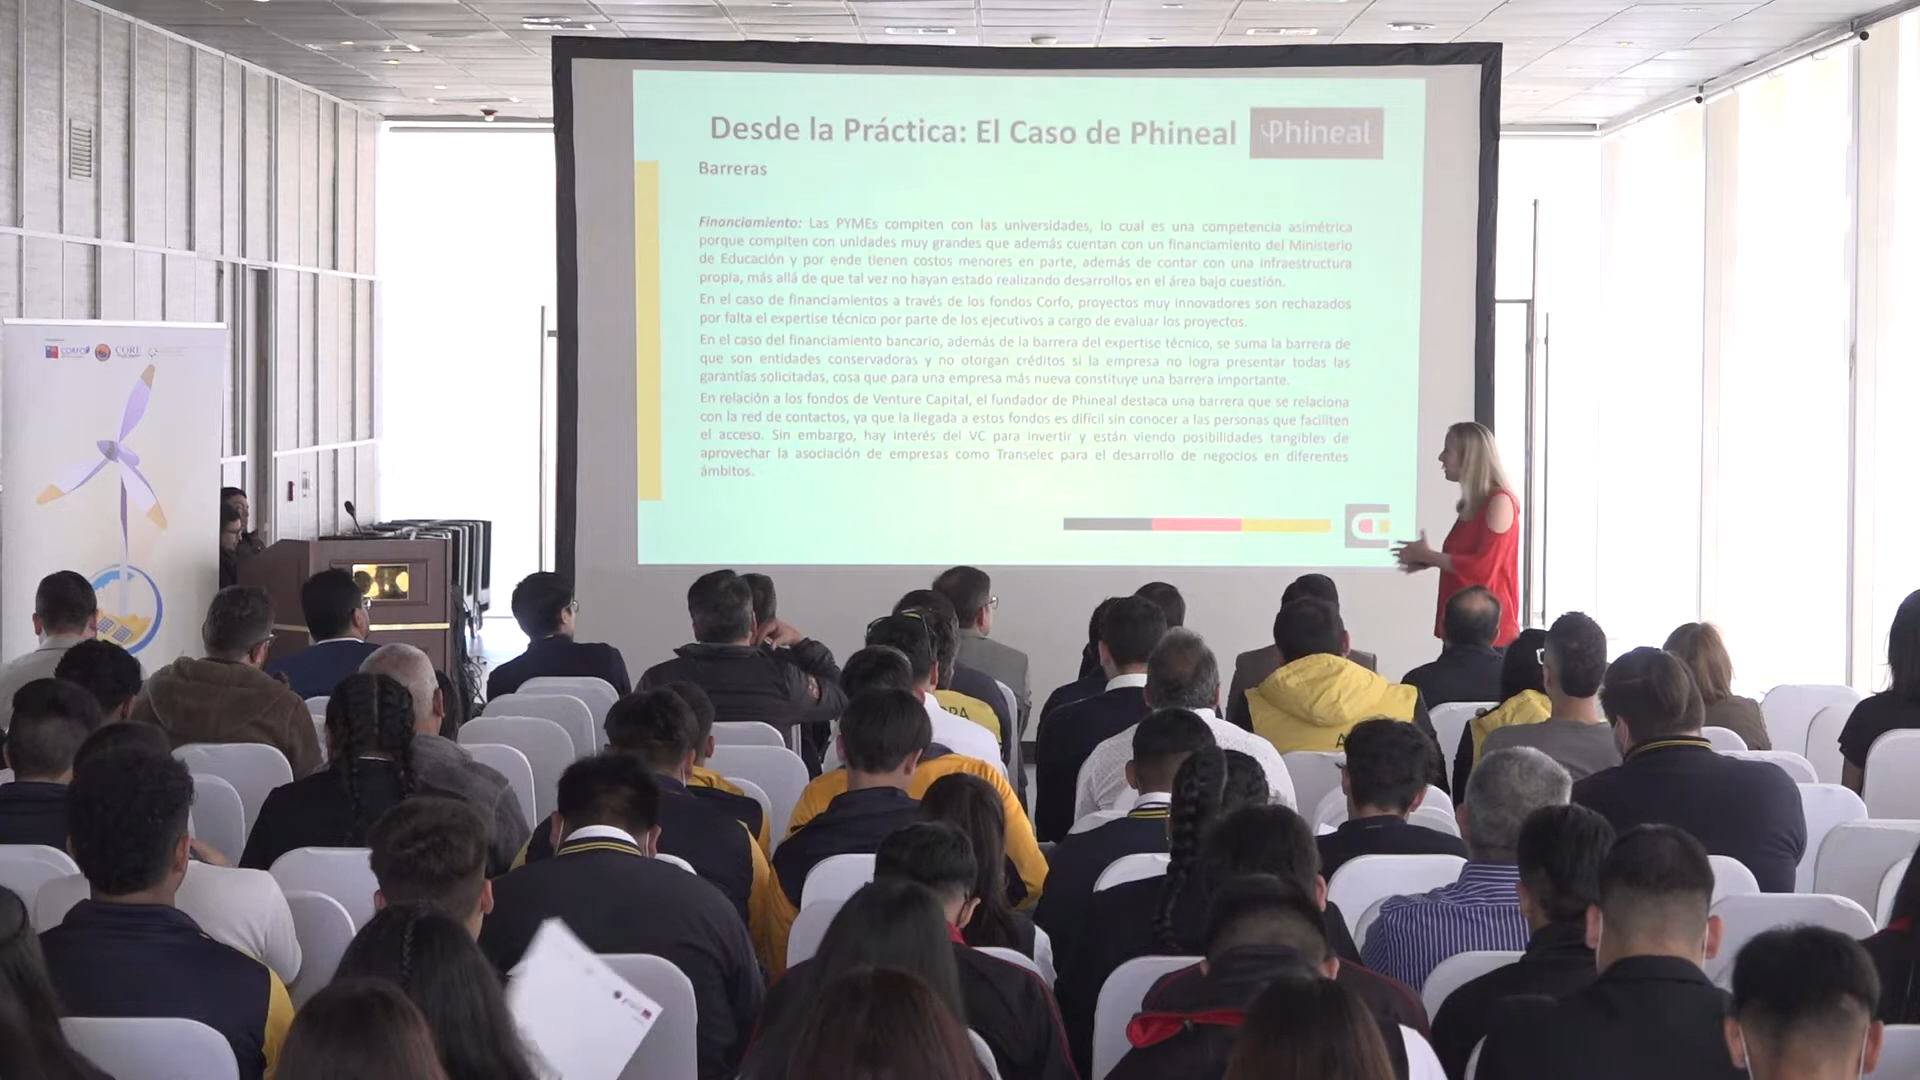 Desde la Práctica: El Caso de Phineal
Phineal
Barreras
Financiamiento: Las PYMEs compiten con las universidades, lo cual es una competencia asimétrica
porque compiten con unidades muy grandes que además cuentan con un financiamiento del Ministerio
de Educación y por ende tienen costos menores en parte, además de contar con una infraestructura
propia, más allá de que tal vez no hayan estado realizando desarrollos en el área bajo cuestión.
En el caso de financiamientos a través de los fondos Corfo, proyectos muy innovadores son rechazados
por falta el expertise técnico por parte de los ejecutivos a cargo de evaluar los proyectos.
En el caso del financiamiento bancario, además de la barrera del expertise técnico, se suma la barrera de
que son entidades conservadoras y no otorgan créditos si la empresa no logra presentar todas las
garantías solicitadas, cosa que para una empresa más nueva constituye una barrera importante.
En relación a los fondos de Venture Capital, el fundador de Phineal destaca una barrera que se relaciona
con la red de contactos, ya que la llegada a estos fondos es difícil sin conocer a las personas que faciliten
el acceso. Sin embargo, hay interés del VC para invertir y están viendo posibilidades tangibles de
aprovechar la asociación de empresas como Transelec para el desarrollo de negocios en diferentes
ámbitos.
CORFO
CORE